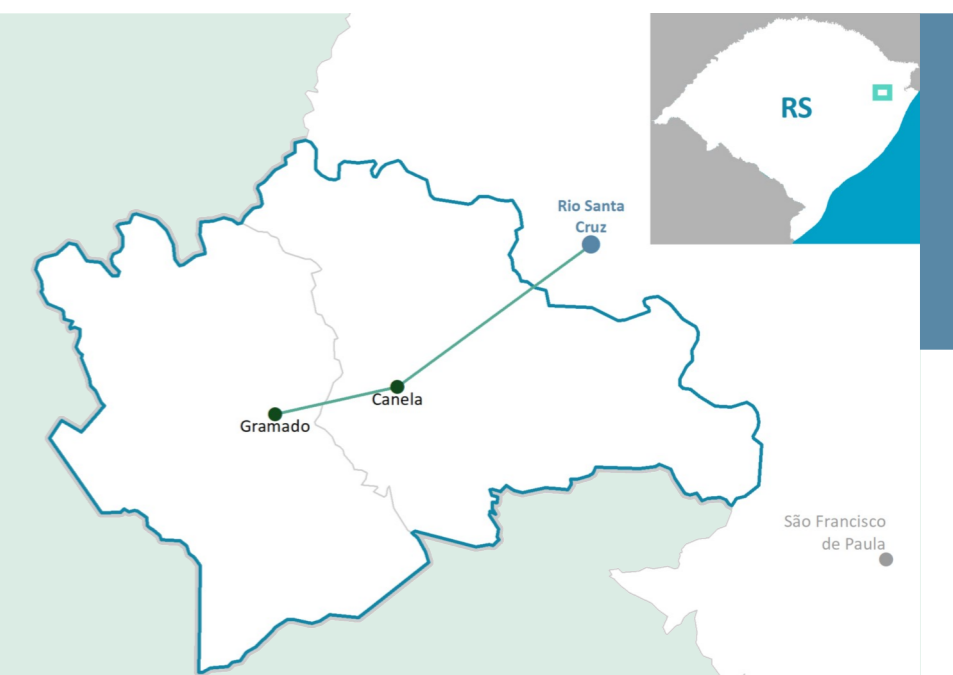 RS
Rio Santa
Cruz
Canela
Gramado
São Francisco
de Paula